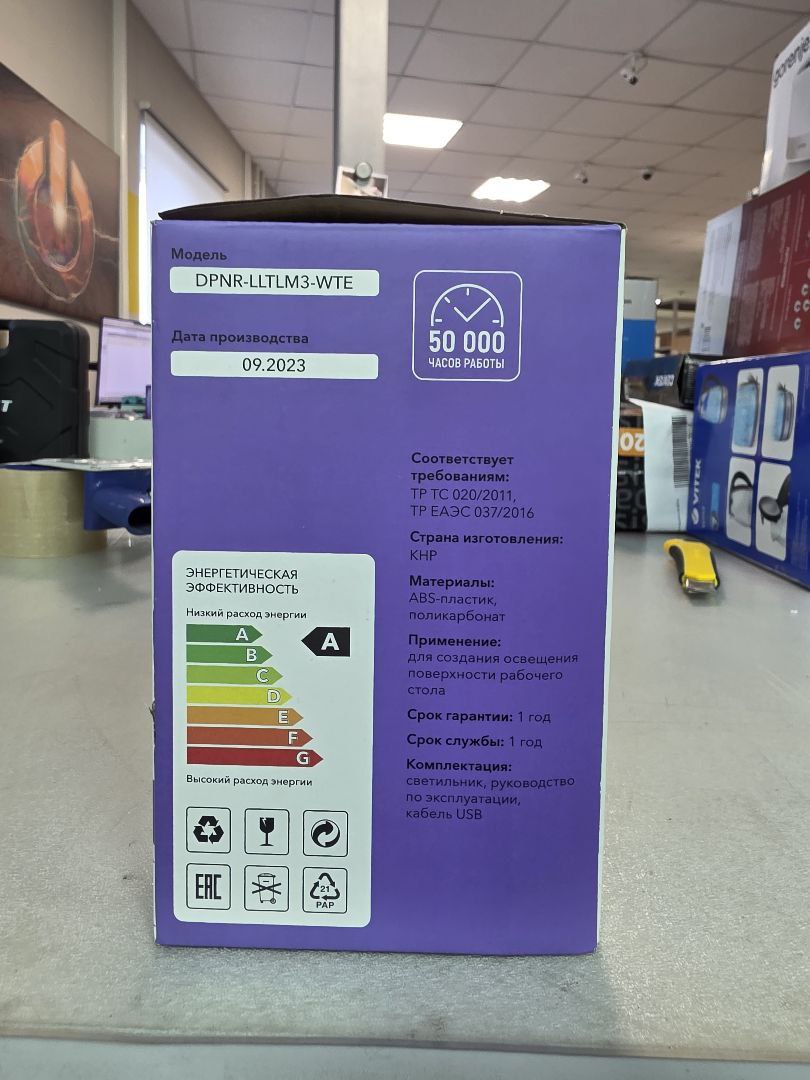 Модель
DPNR-LLTLM3-WTE
Дата производства
09.2023
50 000
ЧАСОВ РАБОТЫ
Соответствует
требованиям:
ТР ТС 020/2011,
ТР ЕАЭС 037/2016
Страна изготовления:
КНР
Материалы:
ABS-пластик,
поликарбонат
Применение:
для создания освещения
поверхности рабочего
стола
Срок гарантии: 1 год
Срок службы: 1 год
Комплектация:
светильник, руководство
по эксплуатации,
кабель USB
ЭНЕРГЕТИЧЕСКАЯ
ЭФФЕКТИВНОСТЬ
Низкий расход энергии
A
A
B
C
D
E
F
G
Высокий расход энергии
EAC
21
PAP
gorenje
VITEK